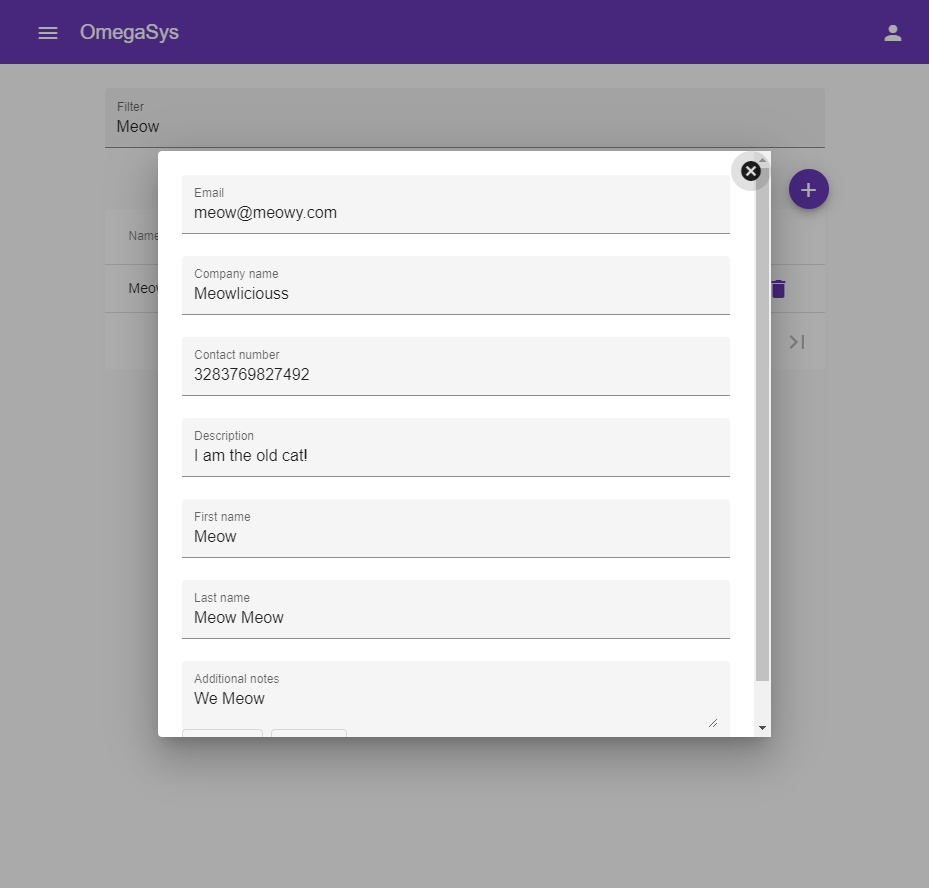 OmegaSys
Filter
Meow
Name
Email
meow@meowy.com
Company name
Meowliciouss
Contact number
3283769827492
Description
I am the old cat!
First name
Meow
Last name
Meow Meow
Additional notes
We Meow